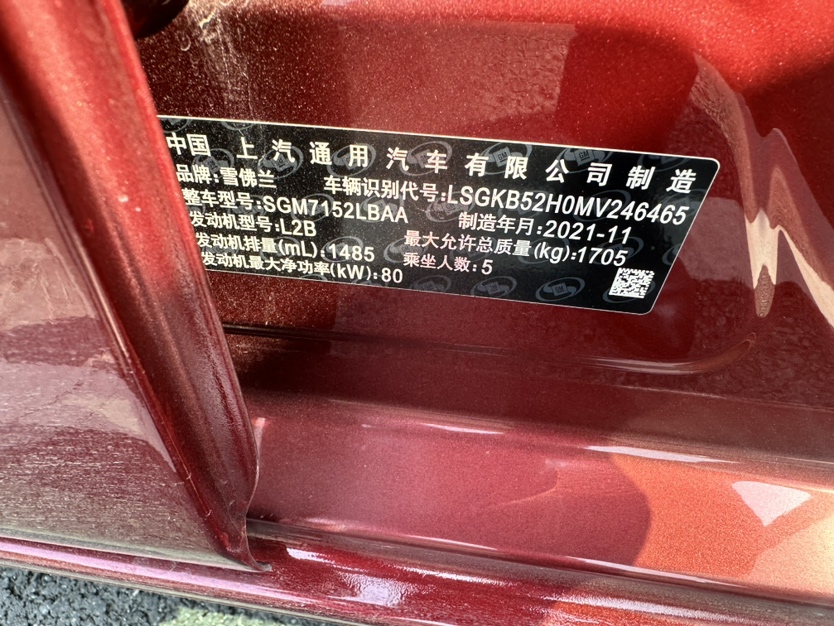 中国 上汽通用汽车有限公司制造
品牌:雪佛兰 车辆识别代号:LSGKB52H0MV246465
整车型号:SGM7152LBAA 制造年月:2021-11
发动机型号:L2B 最大允许总质量(kg):1705
发动机排量(mL):1485 乘坐人数:5
发动机最大净功率(kW):80